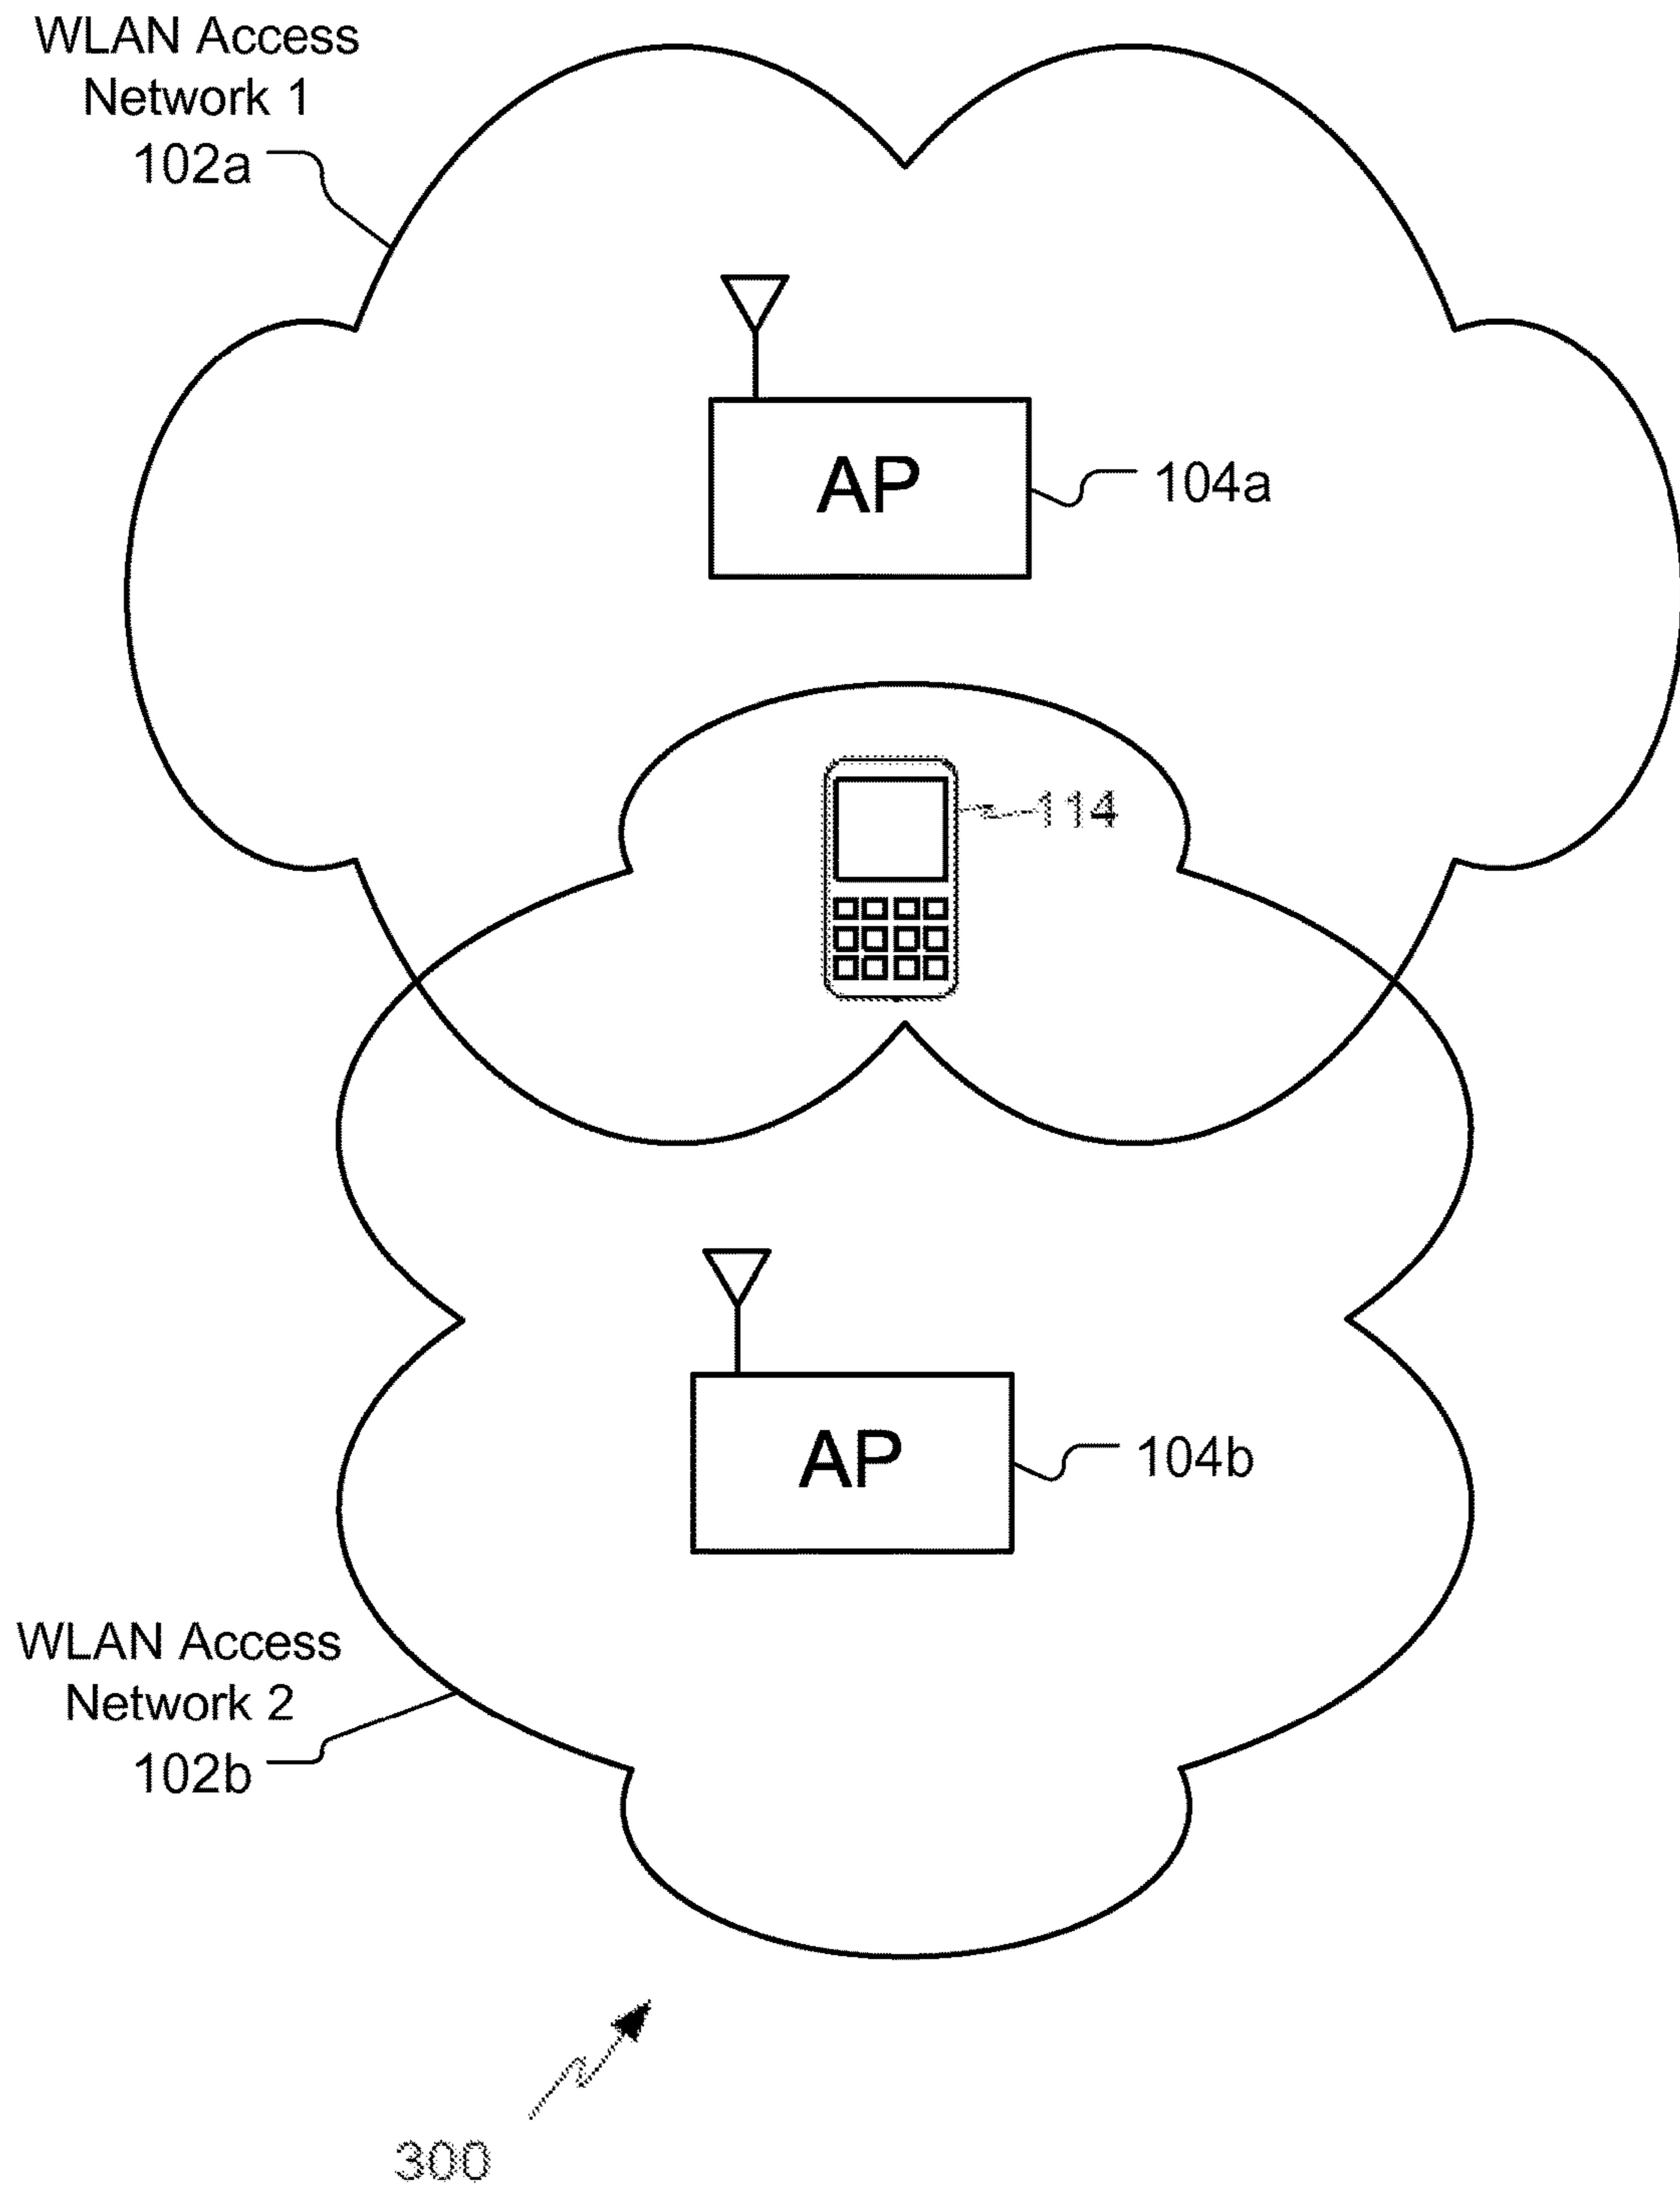 WLAN Access
Network 1
102a
AP
104a
114
AP
104b
WLAN Access
Network 2
102b
300